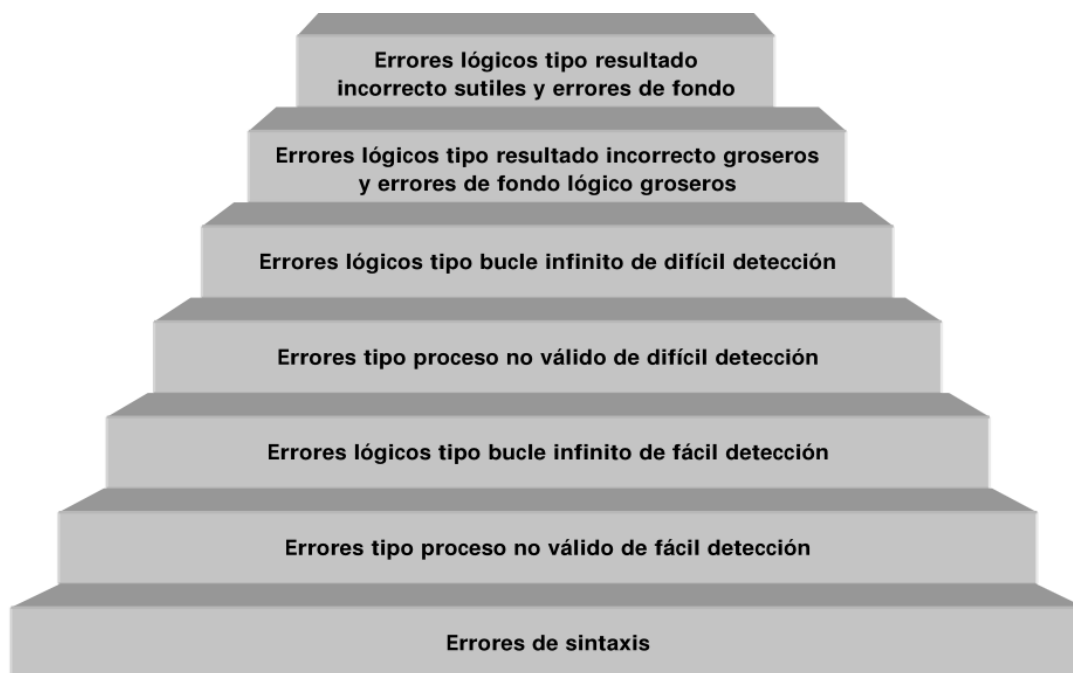 Errores lógicos tipo resultado
incorrecto sutiles y errores de fondo
Errores lógicos tipo resultado incorrecto groseros
y errores de fondo lógico groseros
Errores lógicos tipo bucle infinito de difícil detección
Errores tipo proceso no válido de difícil detección
Errores lógicos tipo bucle infinito de fácil detección
Errores tipo proceso no válido de fácil detección
Errores de sintaxis